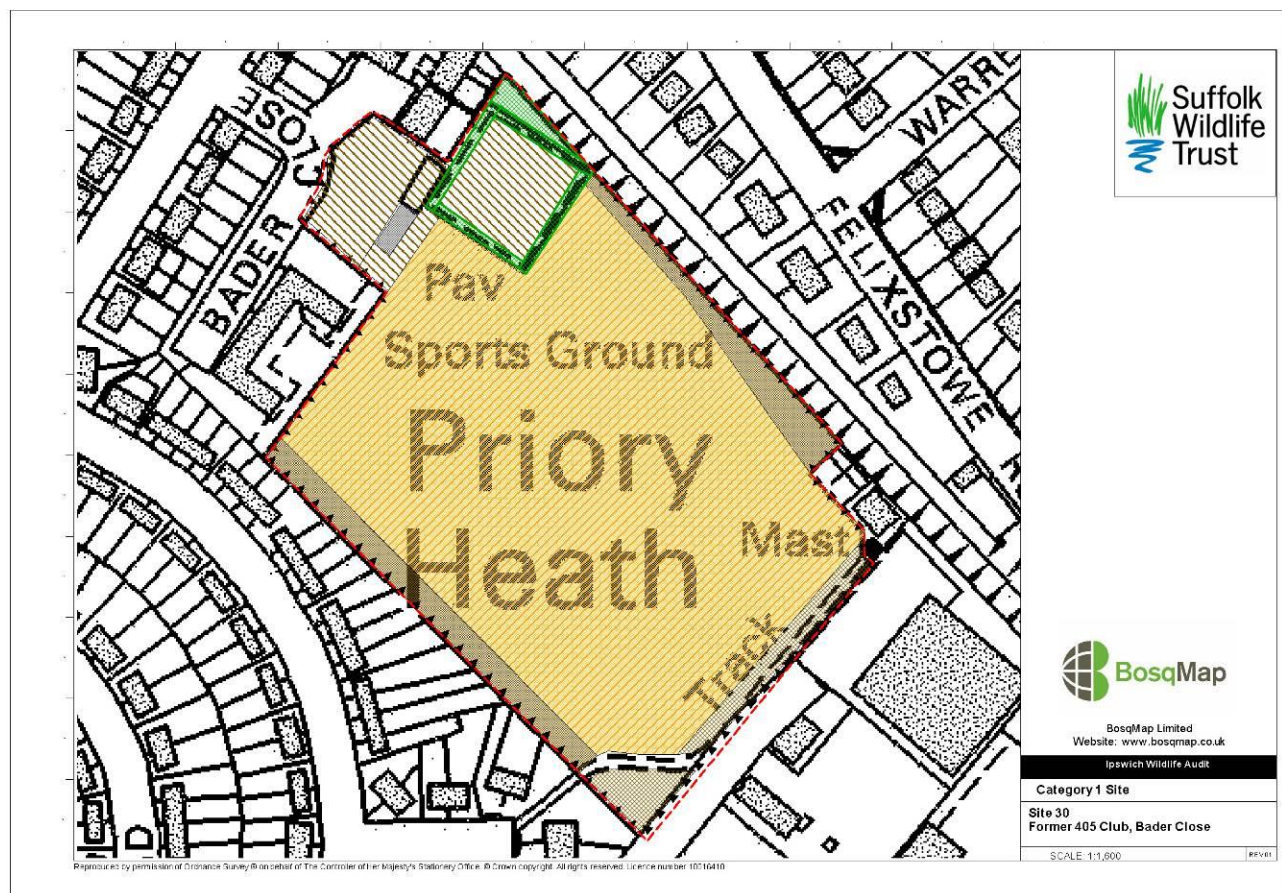 BADER CLOSE
WARRE
FELIXSTOWE
Pav
Sports Ground
Priory
Heath
Mast
Track
Suffolk
Wildlife
Trust
BosqMap
BosqMap Limited
Website: www.bosqmap.co.uk
Ipswich Wildlife Audit
Category 1 Site
Site 30
Former 405 Club, Bader Close
SCALE: 1:1,600
REV01
Reproduced by permission of Ordnance Survey ® on behalf of The Controller of Her Majesty's Stationery Office. © Crown copyright. All rights reserved. Licence number 10016410